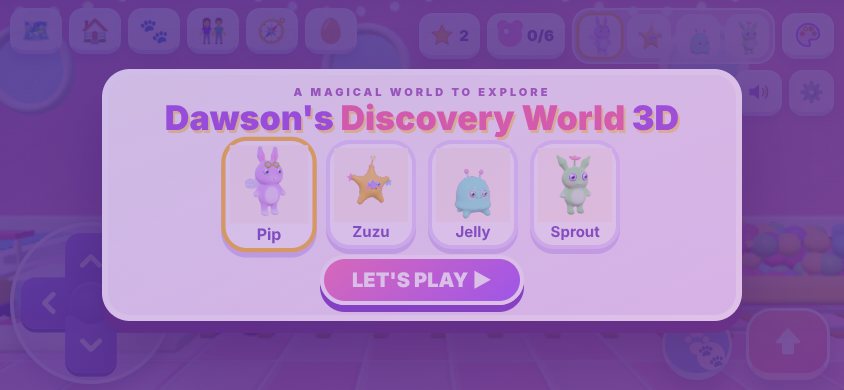 2
0/6
A MAGICAL WORLD TO EXPLORE
Dawson's Discovery World 3D
Pip
Zuzu
Jelly
Sprout
LET'S PLAY ▶